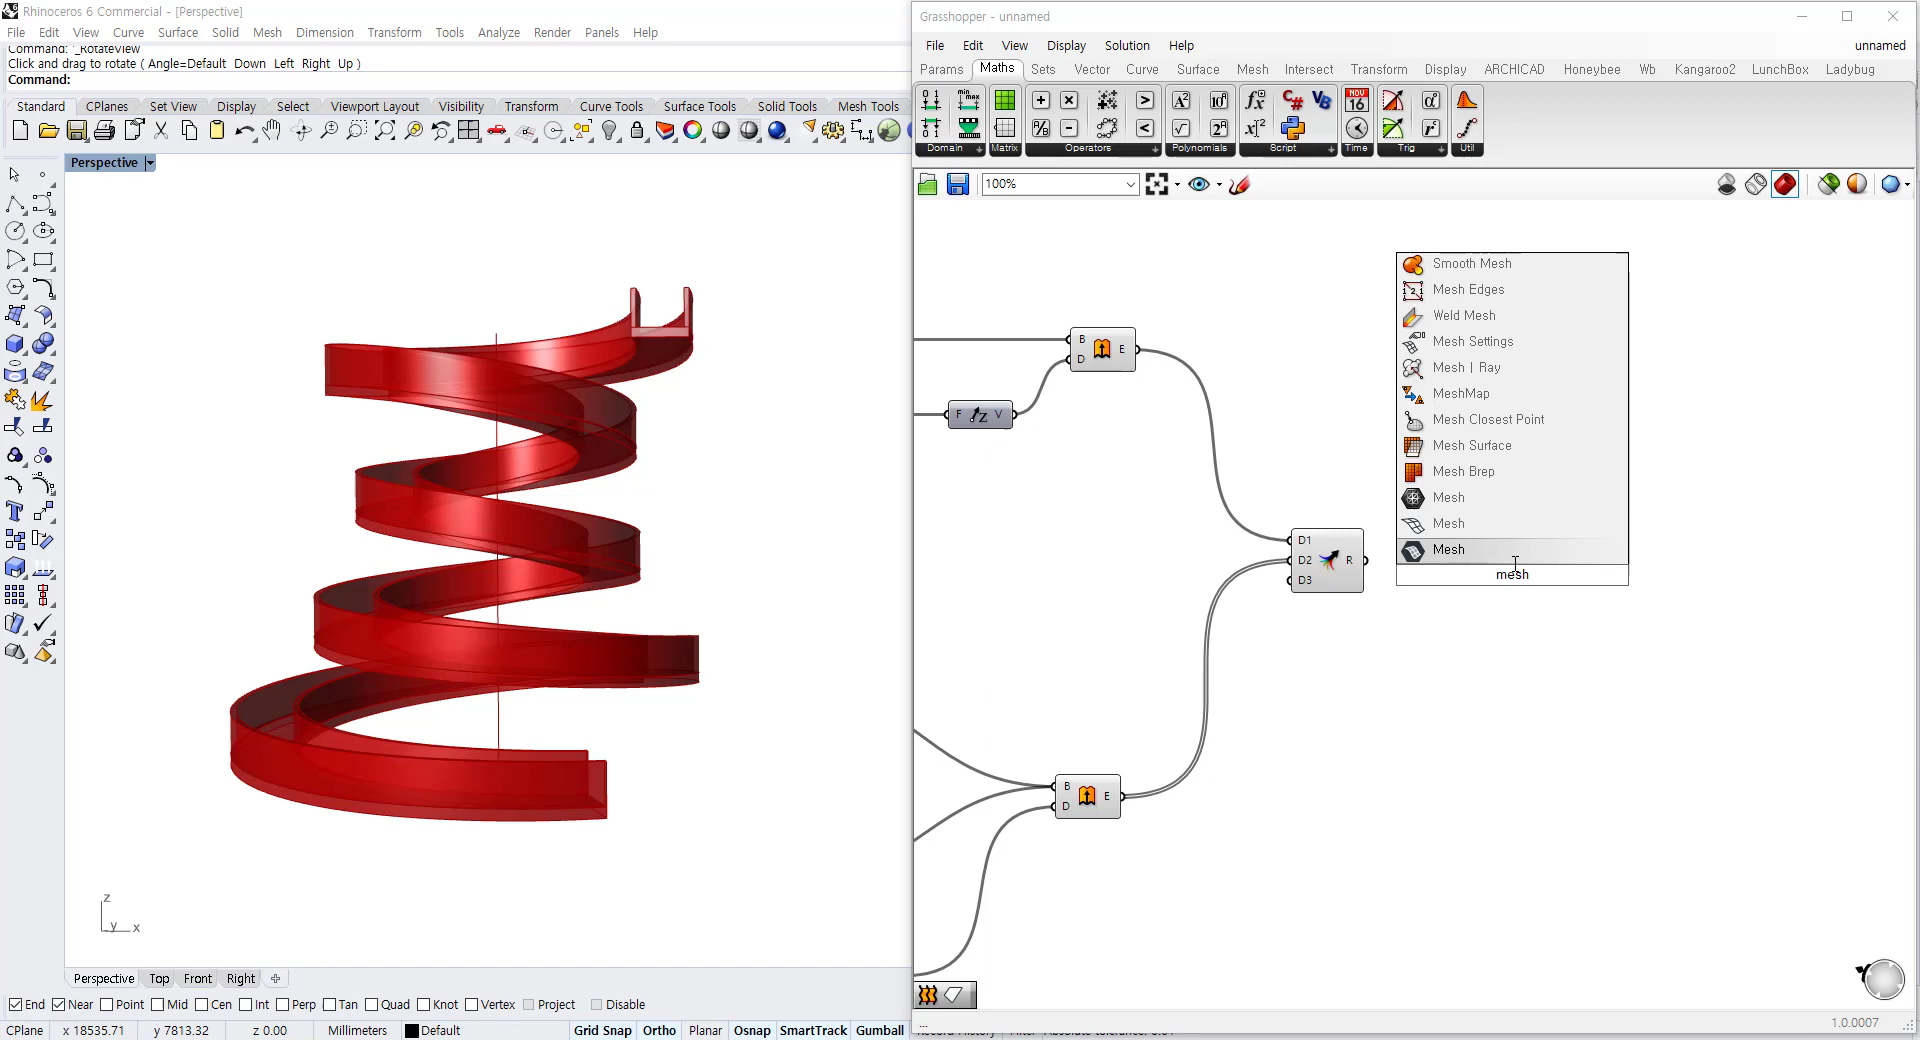 Rhinoceros 6 Commercial - [Perspective]
File Edit View Curve Surface Solid Mesh Dimension Transform Tools Analyze Render Panels Help
Command: '_RotateView
Click and drag to rotate ( Angle=Default Down Left Right Up )
Command:
Standard CPlanes Set View Display Select Viewport Layout Visibility Transform Curve Tools Surface Tools Solid Tools Mesh Tools
Perspective
z
y x
Perspective Top Front Right
End Near Point Mid Cen Int Perp Tan Quad Knot Vertex Project Disable
CPlane x 18535.71 y 7813.32 z 0.00 Millimeters Default Grid Snap Ortho Planar Osnap SmartTrack Gumball
Grasshopper - unnamed
File Edit View Display Solution Help unnamed
Params Maths Sets Vector Curve Surface Mesh Intersect Transform Display ARCHICAD Honeybee Wb Kangaroo2 LunchBox Ladybug
Domain Matrix Operators Polynomials Script Time Trig Util
100%
B
D E
F Z V
D1
D2 R
D3
B
D E
Smooth Mesh
Mesh Edges
Weld Mesh
Mesh Settings
Mesh | Ray
MeshMap
Mesh Closest Point
Mesh Surface
Mesh Brep
Mesh
Mesh
Mesh
mesh
...
1.0.0007